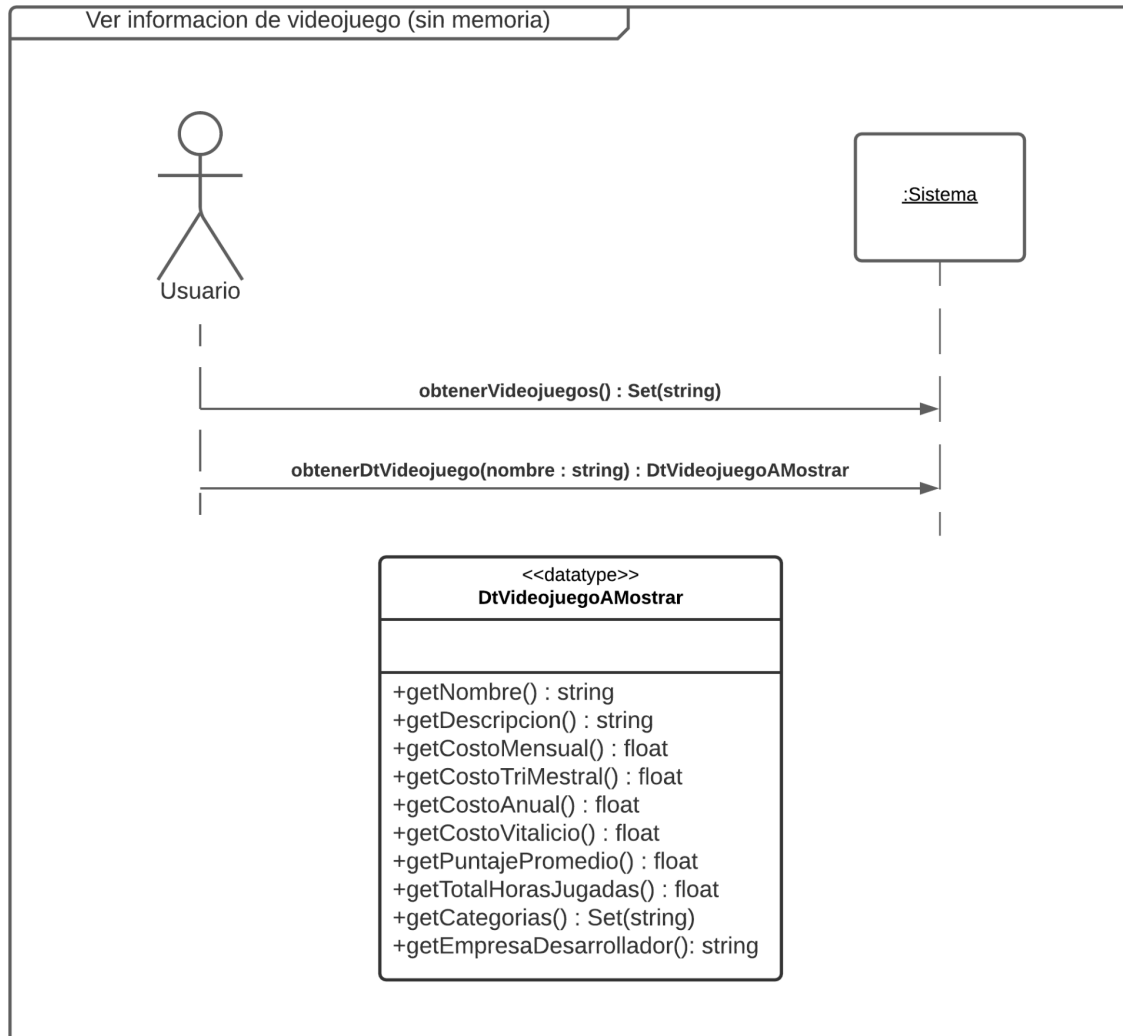 Ver informacion de videojuego (sin memoria)
:Sistema
Usuario
obtenerVideojuegos() : Set(string)
obtenerDtVideojuego(nombre : string) : DtVideojuegoAMostrar
<<datatype>>
DtVideojuegoAMostrar
+getNombre() : string
+getDescripcion() : string
+getCostoMensual() : float
+getCostoTriMestral() : float
+getCostoAnual() : float
+getCostoVitalicio() : float
+getPuntajePromedio() : float
+getTotalHorasJugadas() : float
+getCategorias() : Set(string)
+getEmpresaDesarrollador(): string